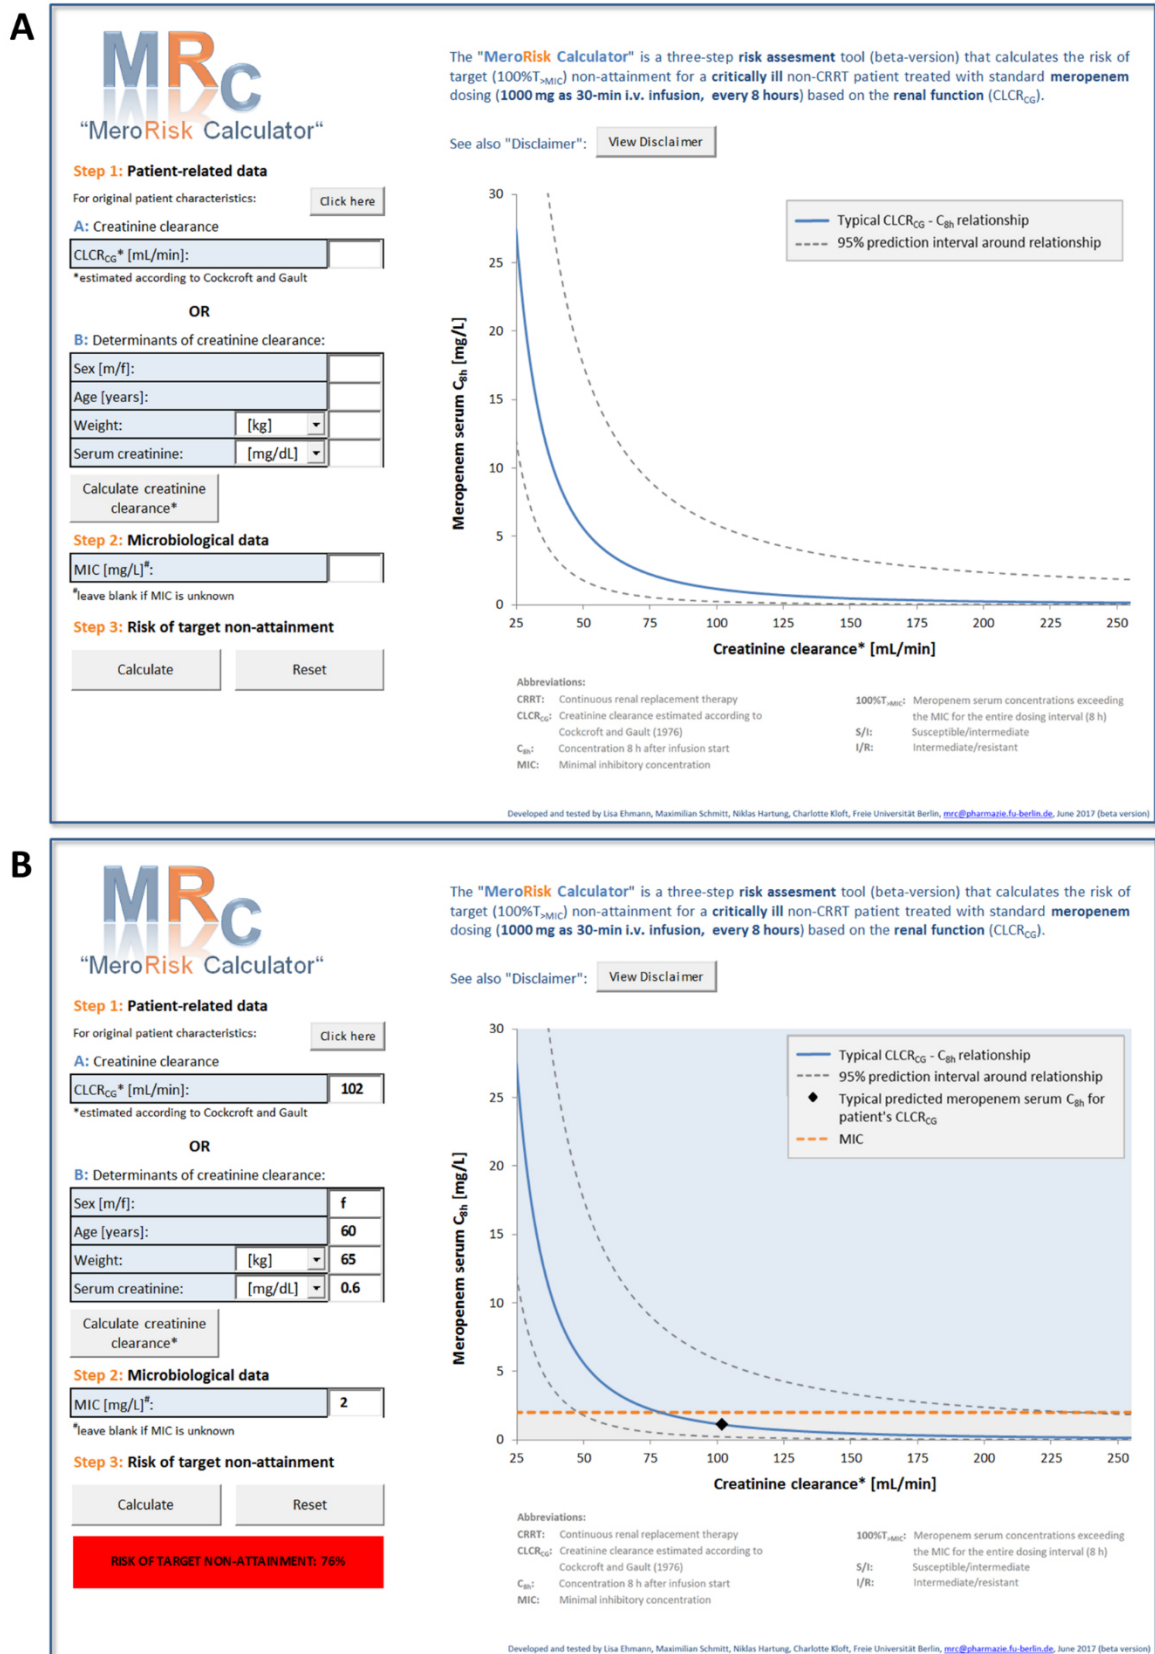 A
MRC
"MeroRisk Calculator"
The "MeroRisk Calculator" is a three-step risk assesment tool (beta-version) that calculates the risk of
target (100%T>MIC) non-attainment for a critically ill non-CRRT patient treated with standard meropenem
dosing (1000 mg as 30-min i.v. infusion, every 8 hours) based on the renal function (CLCRCG).
See also "Disclaimer":
View Disclaimer
Step 1: Patient-related data
For original patient characteristics:
Click here
A: Creatinine clearance
CLCRCG* [mL/min]:
*estimated according to Cockcroft and Gault
OR
B: Determinants of creatinine clearance:
Sex [m/f]:
Age [years]:
Weight: [kg]
Serum creatinine: [mg/dL]
Calculate creatinine
clearance*
Step 2: Microbiological data
MIC [mg/L]#:
#leave blank if MIC is unknown
Step 3: Risk of target non-attainment
Calculate
Reset
Typical CLCRCG - C8h relationship
95% prediction interval around relationship
Meropenem serum C8h [mg/L]
30
25
20
15
10
5
0
25 50 75 100 125 150 175 200 225 250
Creatinine clearance* [mL/min]
Abbreviations:
CRRT: Continuous renal replacement therapy
CLCRCG: Creatinine clearance estimated according to
Cockcroft and Gault (1976)
C8h: Concentration 8 h after infusion start
MIC: Minimal inhibitory concentration
100%T>MIC: Meropenem serum concentrations exceeding
the MIC for the entire dosing interval (8 h)
S/I: Susceptible/intermediate
I/R: Intermediate/resistant
Developed and tested by Lisa Ehmann, Maximilian Schmitt, Niklas Hartung, Charlotte Kloft, Freie Universität Berlin, mrc@pharmazie.fu-berlin.de, June 2017 (beta version)
B
MRC
"MeroRisk Calculator"
The "MeroRisk Calculator" is a three-step risk assesment tool (beta-version) that calculates the risk of
target (100%T>MIC) non-attainment for a critically ill non-CRRT patient treated with standard meropenem
dosing (1000 mg as 30-min i.v. infusion, every 8 hours) based on the renal function (CLCRCG).
See also "Disclaimer":
View Disclaimer
Step 1: Patient-related data
For original patient characteristics:
Click here
A: Creatinine clearance
CLCRCG* [mL/min]: 102
*estimated according to Cockcroft and Gault
OR
B: Determinants of creatinine clearance:
Sex [m/f]: f
Age [years]: 60
Weight: [kg] 65
Serum creatinine: [mg/dL] 0.6
Calculate creatinine
clearance*
Step 2: Microbiological data
MIC [mg/L]#: 2
#leave blank if MIC is unknown
Step 3: Risk of target non-attainment
Calculate
Reset
RISK OF TARGET NON-ATTAINMENT: 76%
Typical CLCRCG - C8h relationship
95% prediction interval around relationship
Typical predicted meropenem serum C8h for
patient's CLCRCG
MIC
Meropenem serum C8h [mg/L]
30
25
20
15
10
5
0
25 50 75 100 125 150 175 200 225 250
Creatinine clearance* [mL/min]
Abbreviations:
CRRT: Continuous renal replacement therapy
CLCRCG: Creatinine clearance estimated according to
Cockcroft and Gault (1976)
C8h: Concentration 8 h after infusion start
MIC: Minimal inhibitory concentration
100%T>MIC: Meropenem serum concentrations exceeding
the MIC for the entire dosing interval (8 h)
S/I: Susceptible/intermediate
I/R: Intermediate/resistant
Developed and tested by Lisa Ehmann, Maximilian Schmitt, Niklas Hartung, Charlotte Kloft, Freie Universität Berlin, mrc@pharmazie.fu-berlin.de, June 2017 (beta version)